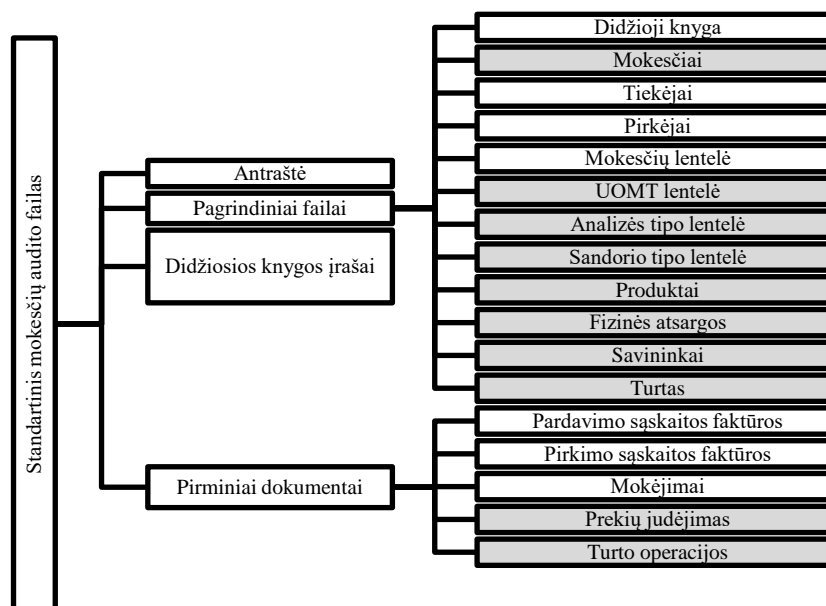 Standartinis mokesčių audito failas
Antraštė
Pagrindiniai failai
Didžiosios knygos įrašai
Pirminiai dokumentai
Didžioji knyga
Mokesčiai
Tiekėjai
Pirkėjai
Mokesčių lentelė
UOMT lentelė
Analizės tipo lentelė
Sandorio tipo lentelė
Produktai
Fizinės atsargos
Savininkai
Turtas
Pardavimo sąskaitos faktūros
Pirkimo sąskaitos faktūros
Mokėjimai
Prekių judėjimas
Turto operacijos